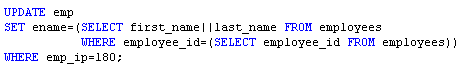 UPDATE emp
SET ename=(SELECT first_name||last_name FROM employees
WHERE employee_id=(SELECT employee_id FROM employees))
WHERE emp_ip=180;